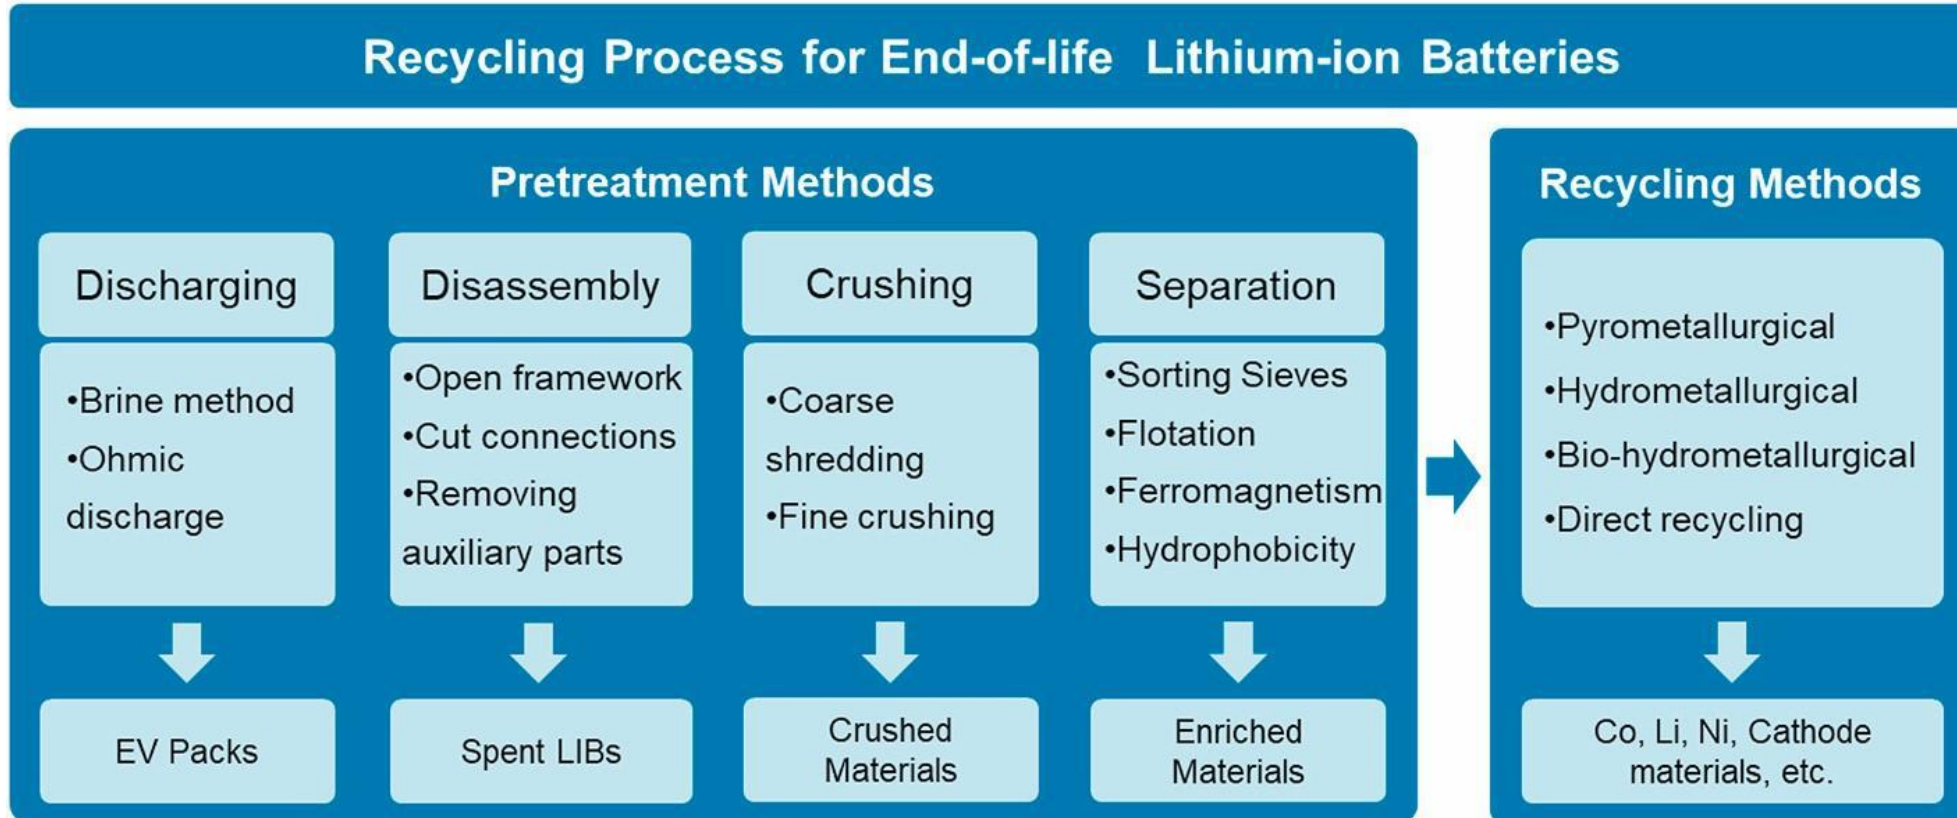 Recycling Process for End-of-life Lithium-ion Batteries
Pretreatment Methods
Discharging
•Brine method
•Ohmic
discharge
EV Packs
Disassembly
•Open framework
•Cut connections
•Removing
auxiliary parts
Spent LIBs
Crushing
•Coarse
shredding
•Fine crushing
Crushed
Materials
Separation
•Sorting Sieves
•Flotation
•Ferromagnetism
•Hydrophobicity
Enriched
Materials
Recycling Methods
•Pyrometallurgical
•Hydrometallurgical
•Bio-hydrometallurgical
•Direct recycling
Co, Li, Ni, Cathode
materials, etc.